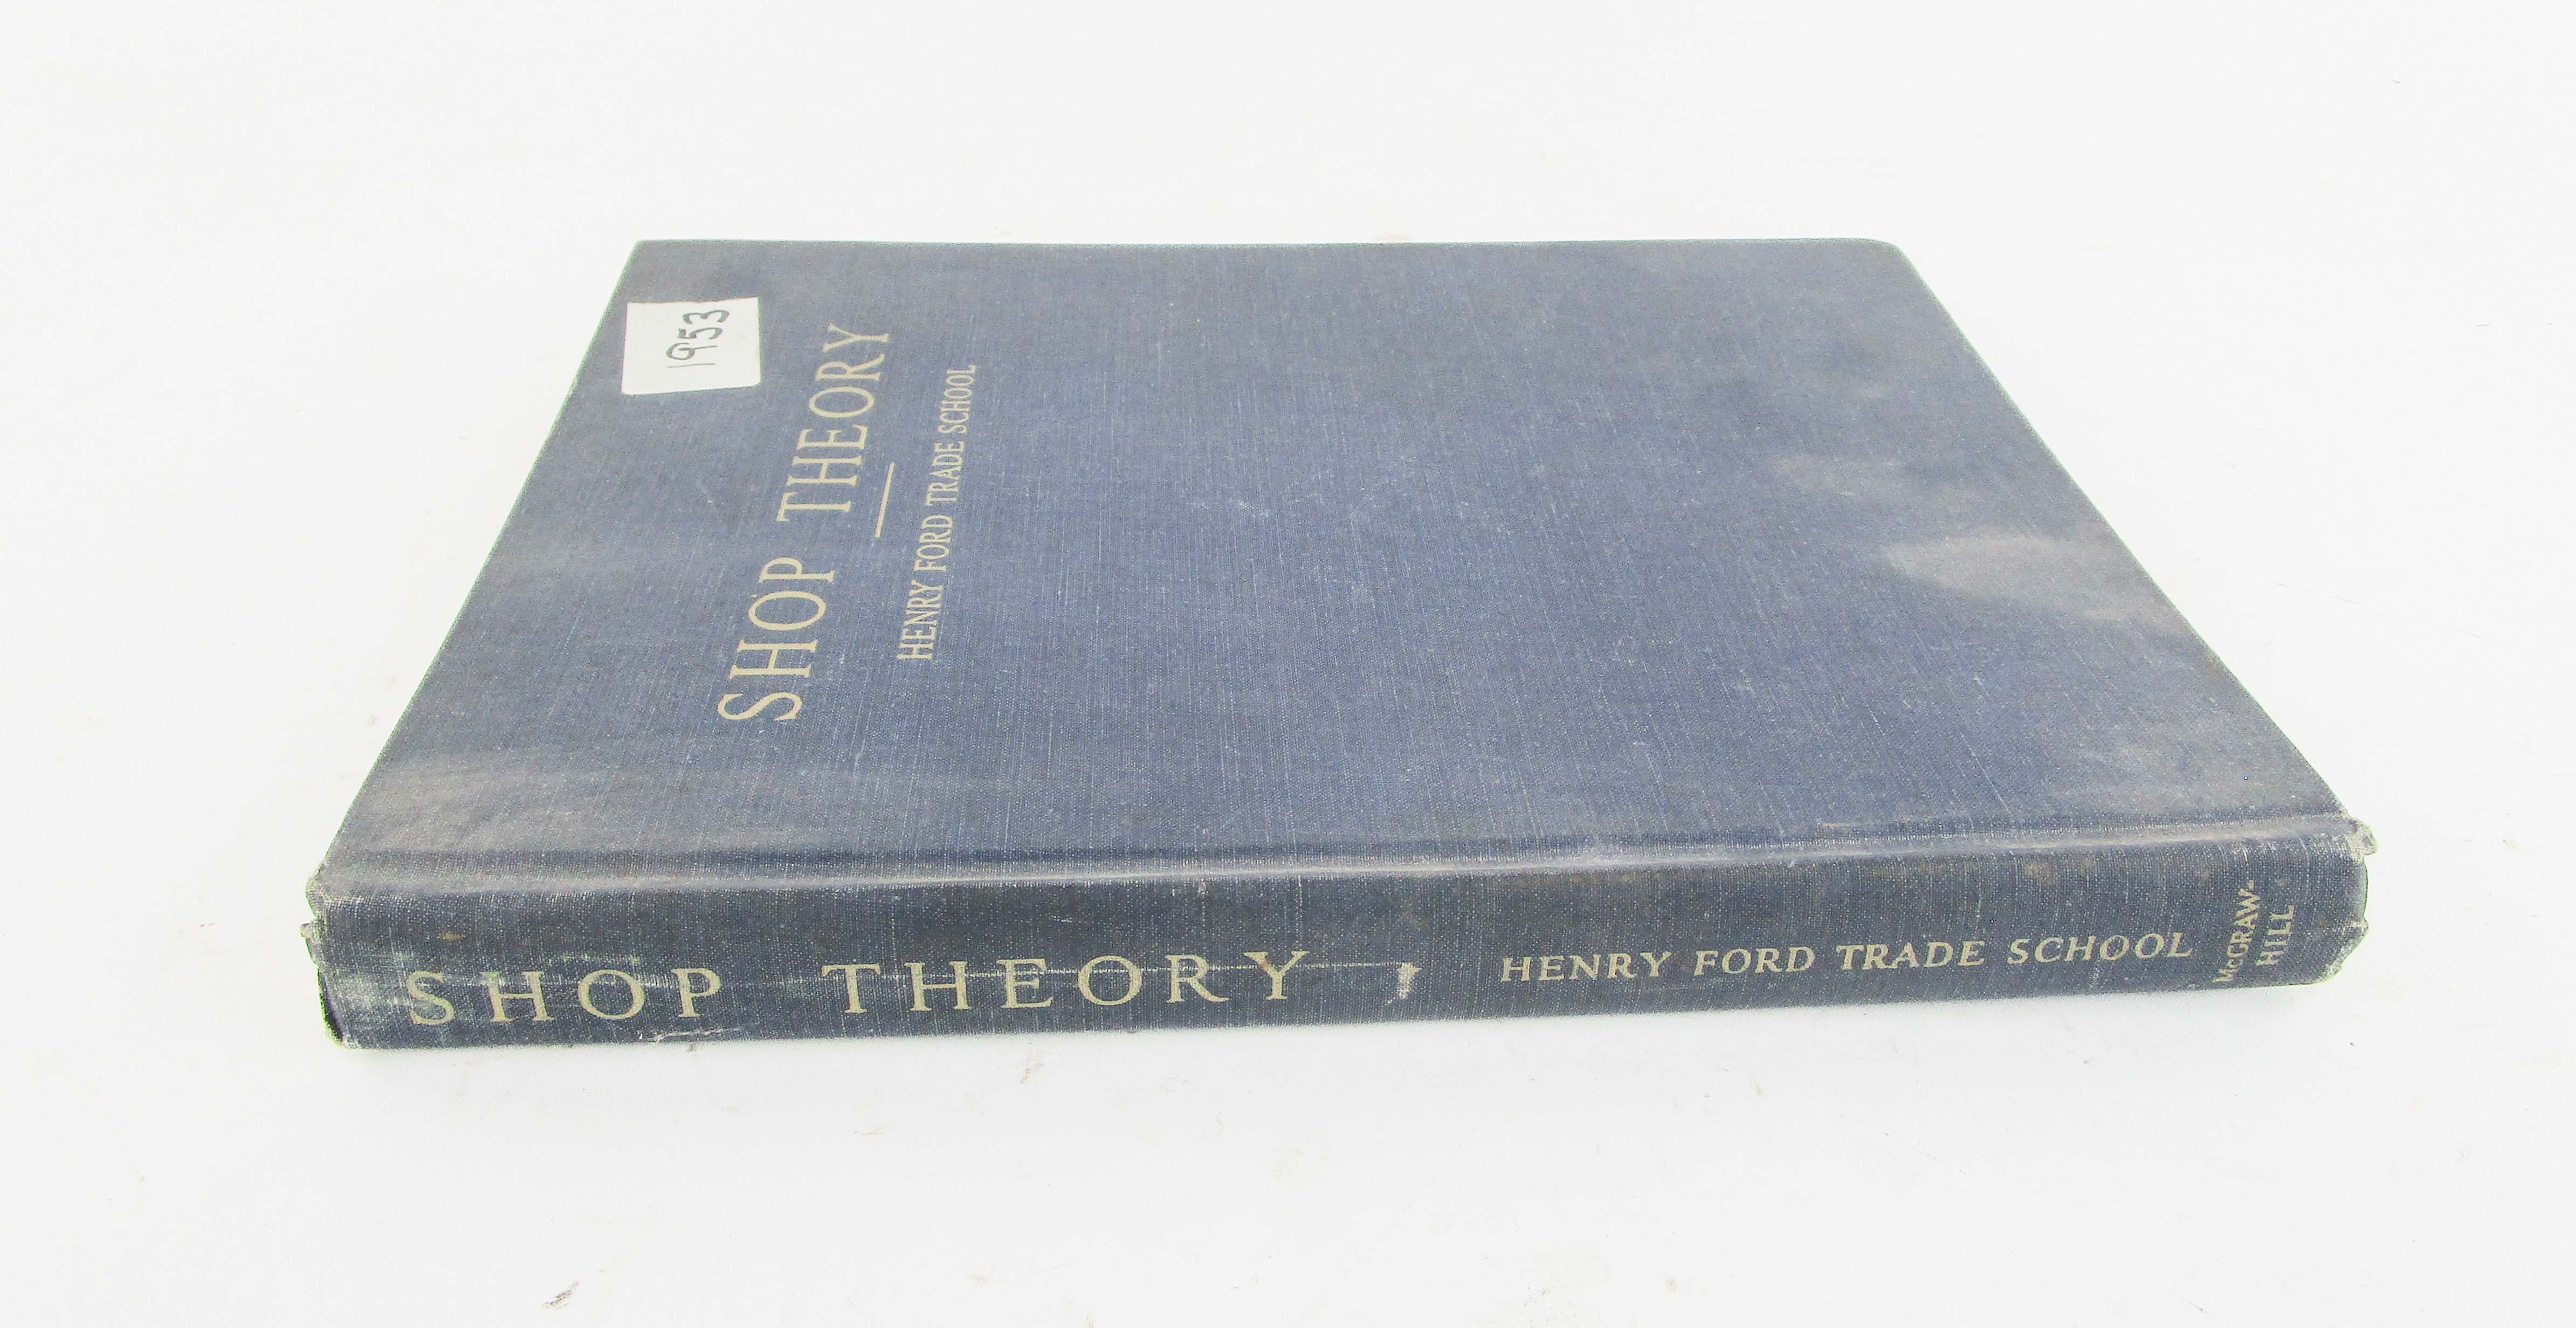 1953
SHOP THEORY
HENRY FORD TRADE SCHOOL
SHOP THEORY
HENRY FORD TRADE SCHOOL
McGRAW-
HILL